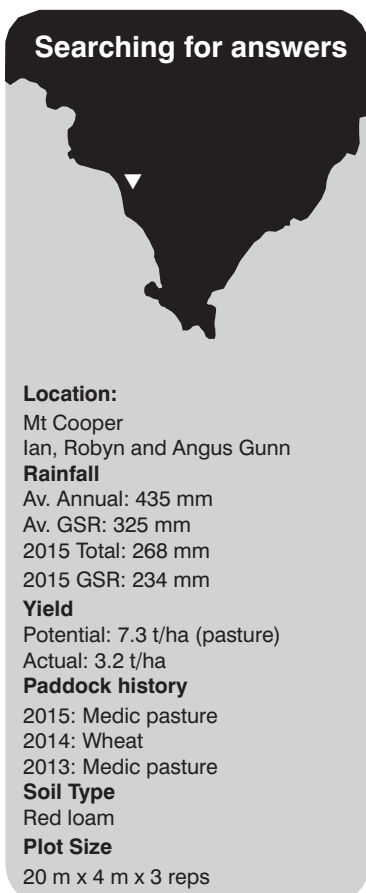 Searching for answers
Location:
Mt Cooper
Ian, Robyn and Angus Gunn
Rainfall
Av. Annual: 435 mm
Av. GSR: 325 mm
2015 Total: 268 mm
2015 GSR: 234 mm
Yield
Potential: 7.3 t/ha (pasture)
Actual: 3.2 t/ha
Paddock history
2015: Medic pasture
2014: Wheat
2013: Medic pasture
Soil Type
Red loam
Plot Size
20 m x 4 m x 3 reps